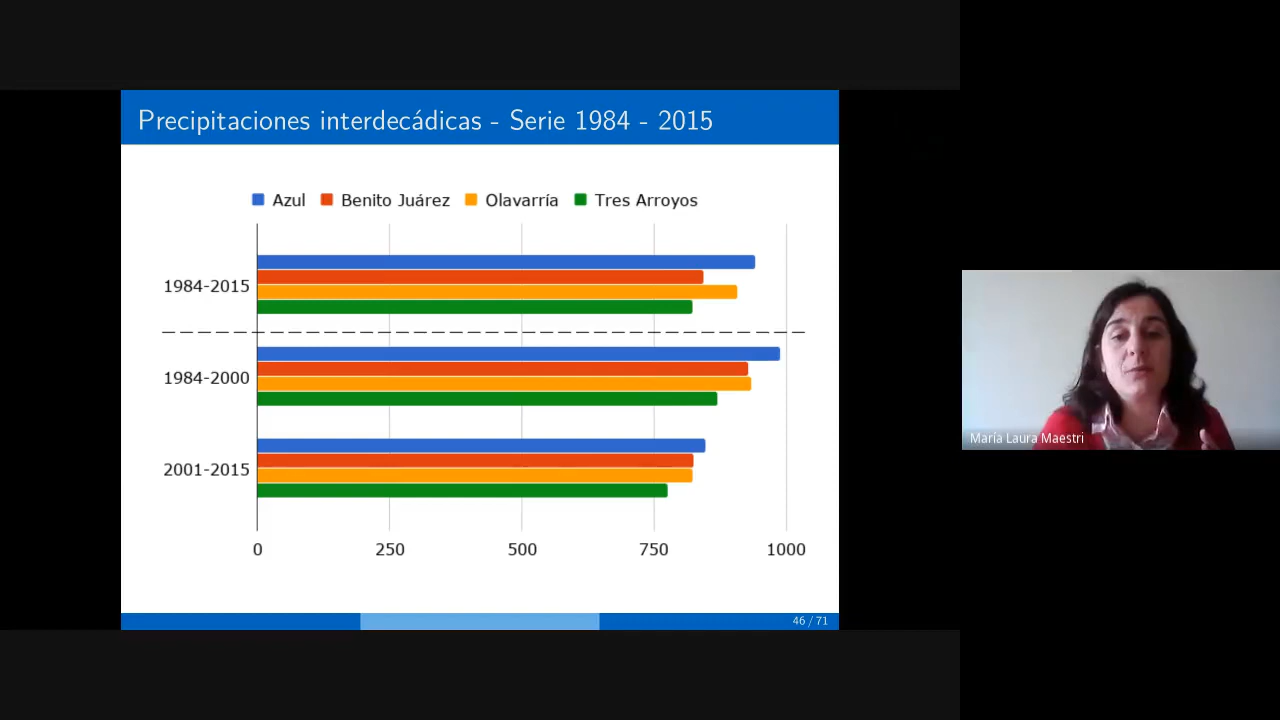 Precipitaciones interdecádicas - Serie 1984 - 2015
Azul Benito Juárez Olavarría Tres Arroyos
1984-2015
1984-2000
2001-2015
0 250 500 750 1000
46 / 71
María Laura Maestri